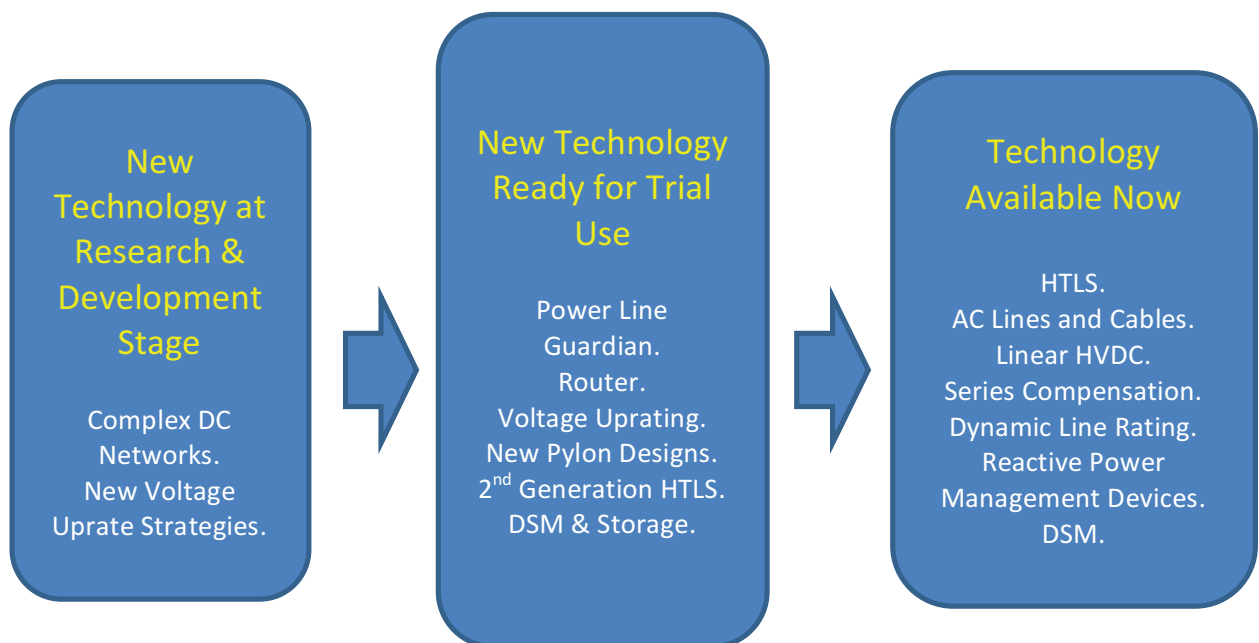 New
Technology at
Research &
Development
Stage
Complex DC
Networks.
New Voltage
Uprate Strategies.
New Technology
Ready for Trial
Use
Power Line
Guardian.
Router.
Voltage Uprating.
New Pylon Designs.
2nd Generation HTLS.
DSM & Storage.
Technology
Available Now
HTLS.
AC Lines and Cables.
Linear HVDC.
Series Compensation.
Dynamic Line Rating.
Reactive Power
Management Devices.
DSM.